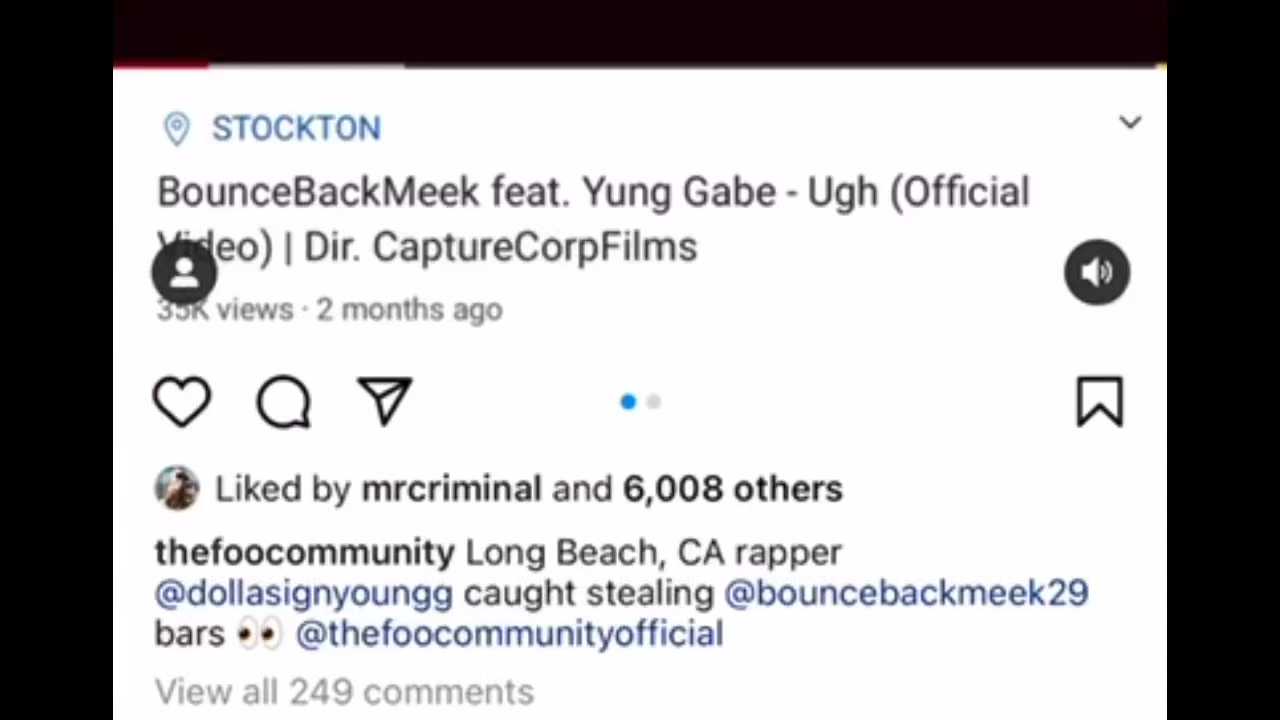 STOCKTON
BounceBackMeek feat. Yung Gabe - Ugh (Official
Video) | Dir. CaptureCorpFilms
35K views · 2 months ago
Liked by mrcriminal and 6,008 others
thefoocommunity Long Beach, CA rapper
@dollasignyoungg caught stealing @bouncebackmeek29
bars 👀 @thefoocommunityofficial
View all 249 comments